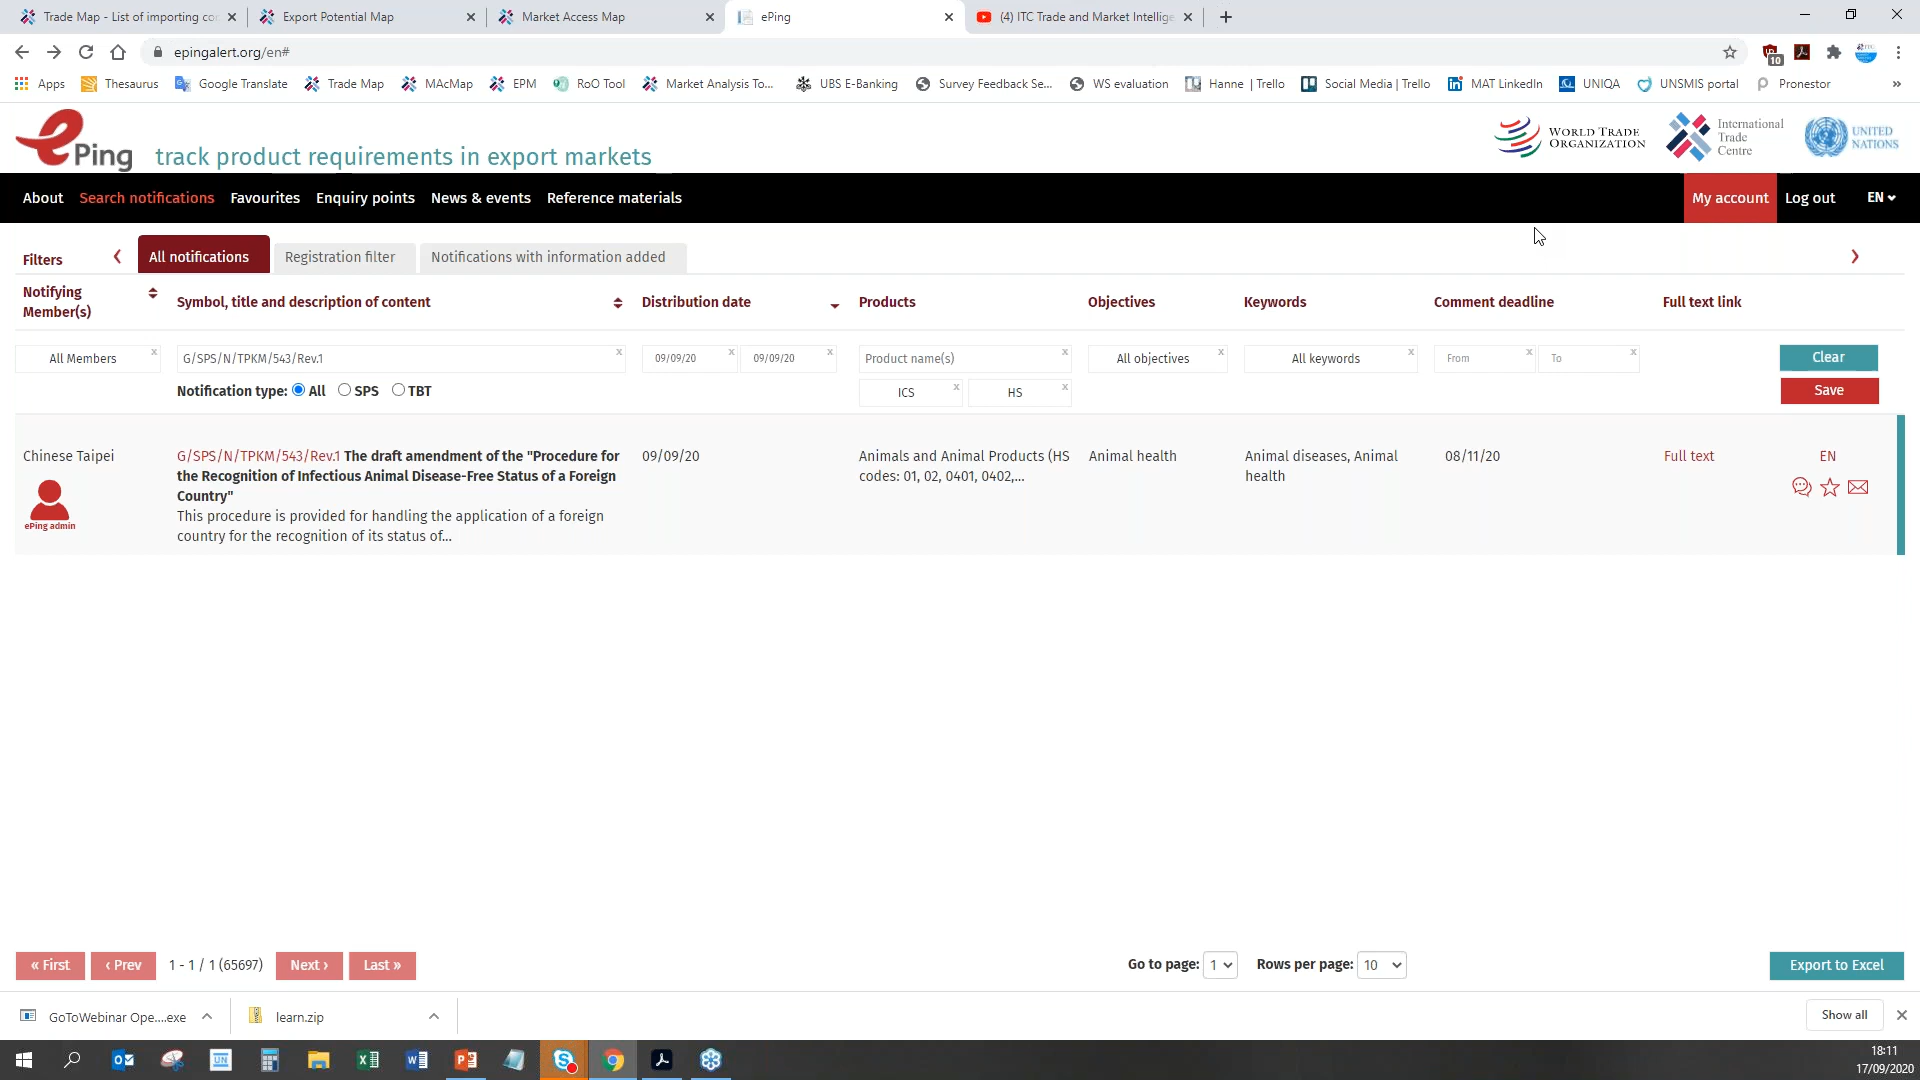 Trade Map - List of importing co
Export Potential Map
Market Access Map
ePing
(4) ITC Trade and Market Intellige
epingalert.org/en#
10
Apps
Thesaurus
Google Translate
Trade Map
MAcMap
EPM
RoO Tool
Market Analysis To...
UBS E-Banking
Survey Feedback Se...
WS evaluation
Hanne | Trello
Social Media | Trello
MAT LinkedIn
UNIQA
UNSMIS portal
Pronestor
»
ePing track product requirements in export markets
WORLD TRADE
ORGANIZATION
International
Trade
Centre
UNITED
NATIONS
About Search notifications Favourites Enquiry points News & events Reference materials
My account Log out EN
Filters All notifications Registration filter Notifications with information added
Notifying
Member(s)
Symbol, title and description of content
Distribution date
Products
Objectives
Keywords
Comment deadline
Full text link
All Members x
G/SPS/N/TPKM/543/Rev.1 x
09/09/20 x 09/09/20 x
Product name(s) x
All objectives x
All keywords x
From x To x
Clear
Notification type: All SPS TBT
ICS x HS x
Save
Chinese Taipei
ePing admin
G/SPS/N/TPKM/543/Rev.1 The draft amendment of the "Procedure for
the Recognition of Infectious Animal Disease-Free Status of a Foreign
Country"
This procedure is provided for handling the application of a foreign
country for the recognition of its status of...
09/09/20
Animals and Animal Products (HS
codes: 01, 02, 0401, 0402,...
Animal health
Animal diseases, Animal
health
08/11/20
Full text
EN
« First ‹ Prev 1 - 1 / 1 (65697) Next › Last »
Go to page: 1 Rows per page: 10
Export to Excel
GoToWebinar Ope....exe
learn.zip
Show all
18:11
17/09/2020